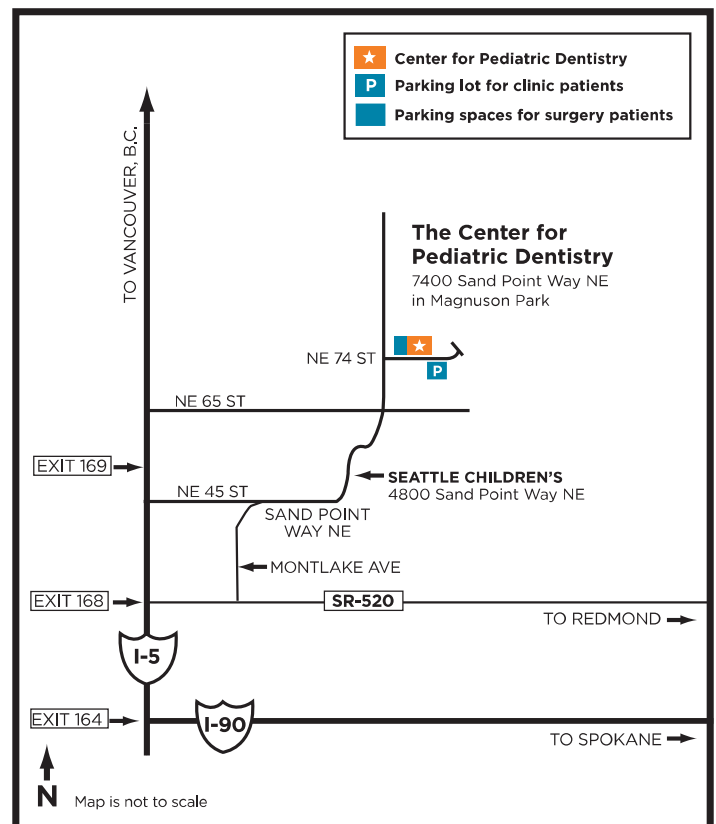 Center for Pediatric Dentistry
P Parking lot for clinic patients
Parking spaces for surgery patients
TO VANCOUVER, B.C.
The Center for
Pediatric Dentistry
7400 Sand Point Way NE
in Magnuson Park
NE 74 ST
P
NE 65 ST
EXIT 169
SEATTLE CHILDREN'S
4800 Sand Point Way NE
NE 45 ST
SAND POINT
WAY NE
MONTLAKE AVE
EXIT 168
SR-520
TO REDMOND
I-5
EXIT 164
I-90
TO SPOKANE
N
Map is not to scale